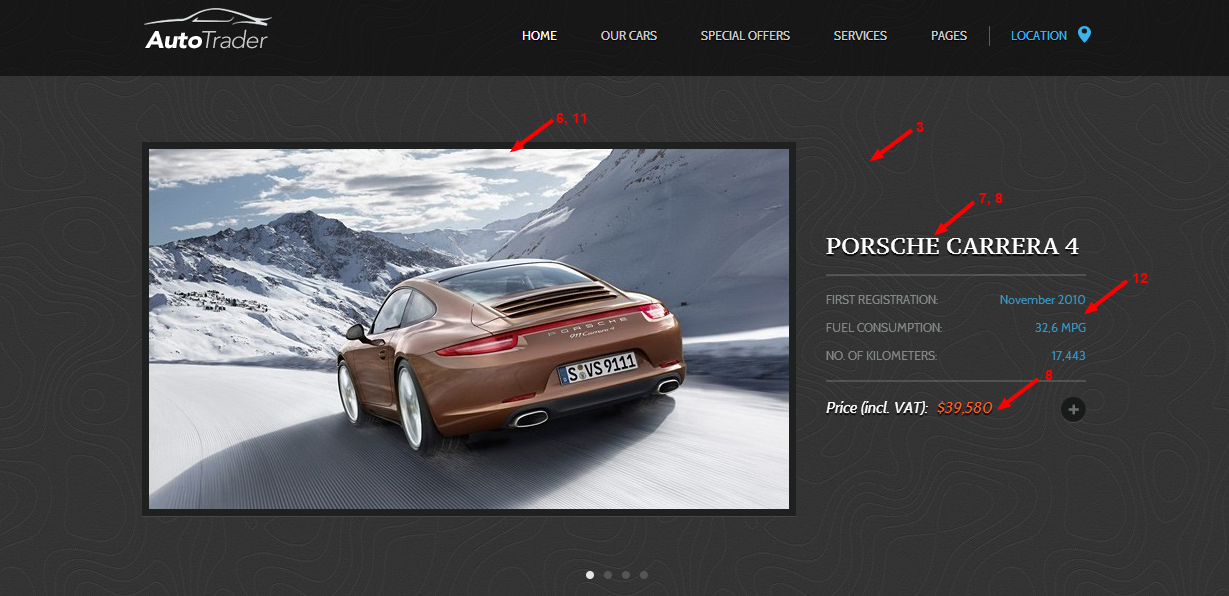 AutoTrader
HOME OUR CARS SPECIAL OFFERS SERVICES PAGES LOCATION
6, 11
3
7, 8
PORSCHE CARRERA 4
12
FIRST REGISTRATION: November 2010
FUEL CONSUMPTION: 32,6 MPG
NO. OF KILOMETERS: 17,443
PORSCHE
911 Carrera 4
S VS 9111
8
Price (incl. VAT): $39,580
+